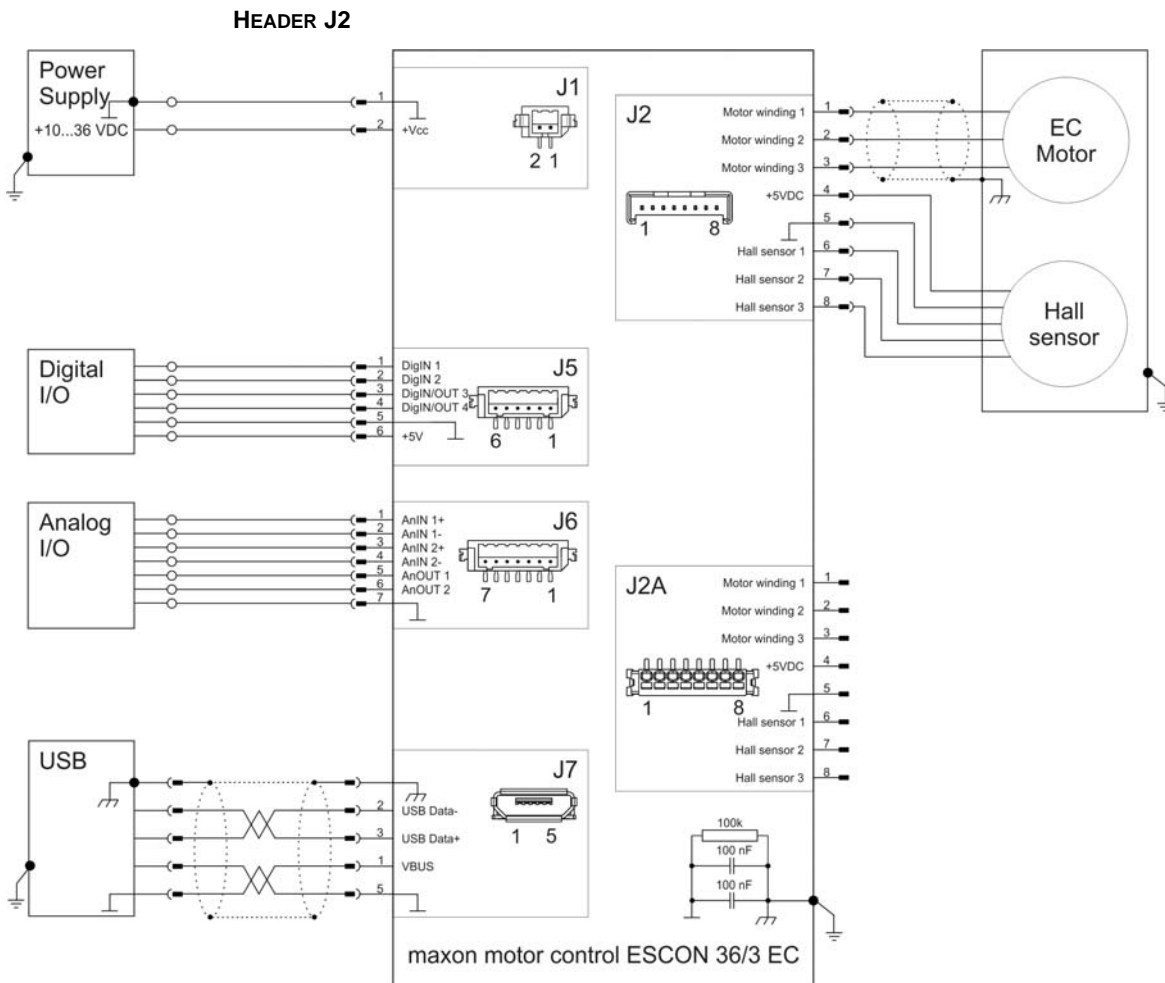 HEADER J2
Power
Supply
+10...36 VDC
1
2
+Vcc
J1
2 1
J2
1 8
Motor winding 1
1
Motor winding 2
2
Motor winding 3
3
+5VDC
4
5
Hall sensor 1
6
Hall sensor 2
7
Hall sensor 3
8
EC
Motor
Hall
sensor
Digital
I/O
1
DigIN 1
2
DigIN 2
3
DigIN/OUT 3
4
DigIN/OUT 4
5
6
+5V
J5
6 1
Analog
I/O
1
AnIN 1+
2
AnIN 1-
3
AnIN 2+
4
AnIN 2-
5
AnOUT 1
6
AnOUT 2
7
J6
7 1
J2A
1 8
Motor winding 1
1
Motor winding 2
2
Motor winding 3
3
+5VDC
4
5
Hall sensor 1
6
Hall sensor 2
7
Hall sensor 3
8
USB
2
USB Data-
3
USB Data+
1
VBUS
5
J7
1 5
100k
100 nF
100 nF
maxon motor control ESCON 36/3 EC